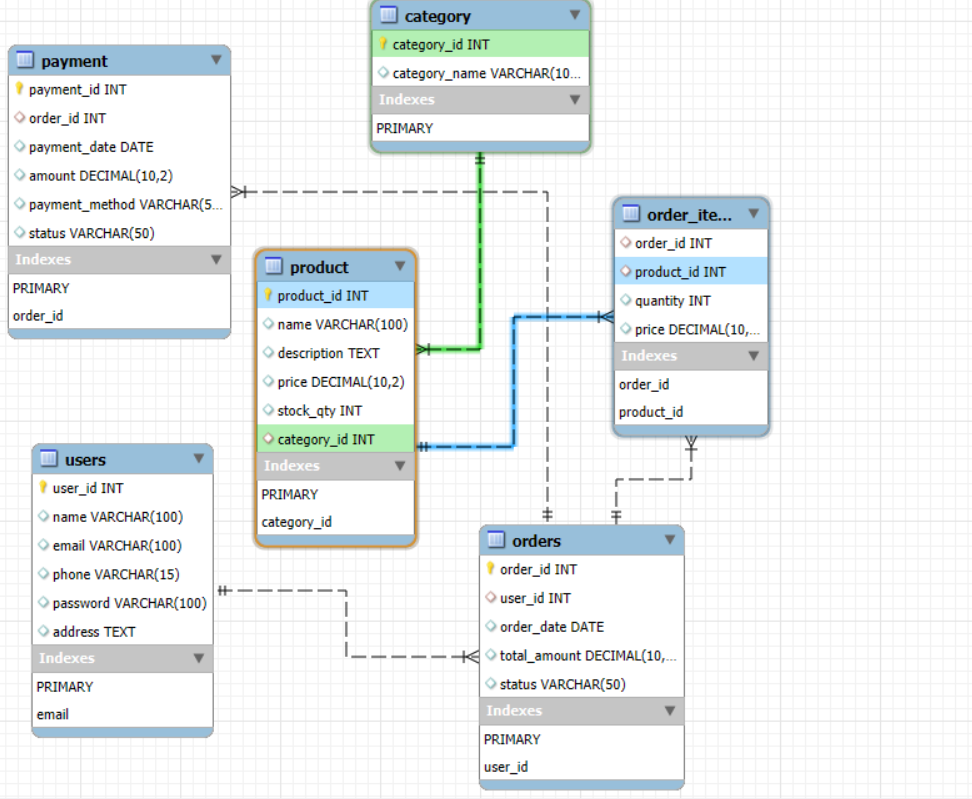 category
category_id INT
category_name VARCHAR(10...
Indexes
PRIMARY
payment
payment_id INT
order_id INT
payment_date DATE
amount DECIMAL(10,2)
payment_method VARCHAR(5...
status VARCHAR(50)
Indexes
PRIMARY
order_id
order_ite...
order_id INT
product_id INT
quantity INT
price DECIMAL(10,...
Indexes
order_id
product_id
product
product_id INT
name VARCHAR(100)
description TEXT
price DECIMAL(10,2)
stock_qty INT
category_id INT
Indexes
PRIMARY
category_id
users
user_id INT
name VARCHAR(100)
email VARCHAR(100)
phone VARCHAR(15)
password VARCHAR(100)
address TEXT
Indexes
PRIMARY
email
orders
order_id INT
user_id INT
order_date DATE
total_amount DECIMAL(10,...
status VARCHAR(50)
Indexes
PRIMARY
user_id